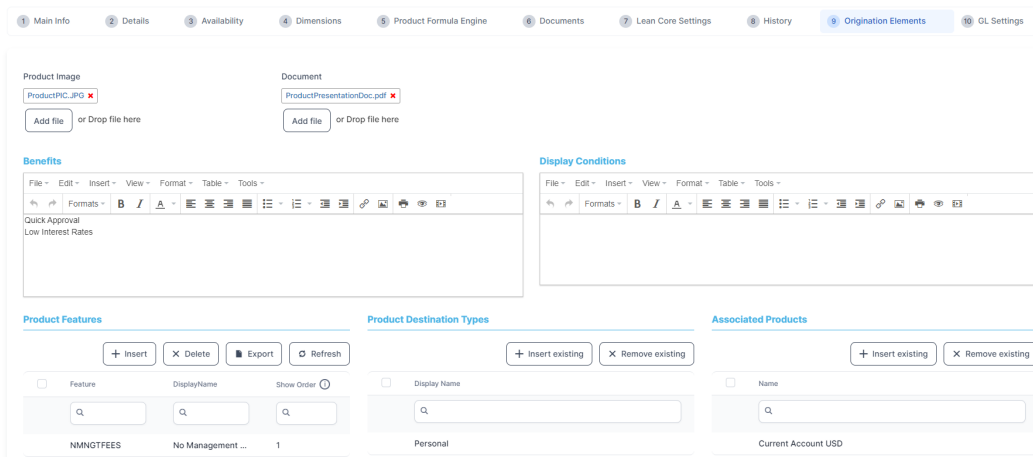 1 Main Info 2 Details 3 Availability 4 Dimensions 5 Product Formula Engine 6 Documents 7 Lean Core Settings 8 History 9 Origination Elements 10 GL Settings
Product Image Document
ProductPIC.JPG ProductPresentationDoc.pdf
Add file or Drop file here Add file or Drop file here
Benefits Display Conditions
File Edit Insert View Format Table Tools File Edit Insert View Format Table Tools
Formats B I A Formats B I A
Quick Approval
Low Interest Rates
Product Features Product Destination Types Associated Products
+ Insert Delete Export Refresh + Insert existing Remove existing + Insert existing Remove existing
Feature DisplayName Show Order Display Name Name
NMNGTFEES No Management ... 1 Personal Current Account USD